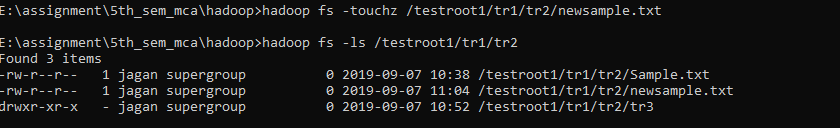 E:\assignment\5th_sem_mca\hadoop>hadoop fs -touchz /testroot1/tr1/tr2/newsample.txt
E:\assignment\5th_sem_mca\hadoop>hadoop fs -ls /testroot1/tr1/tr2
Found 3 items
-rw-r--r--   1 jagan supergroup          0 2019-09-07 10:38 /testroot1/tr1/tr2/Sample.txt
-rw-r--r--   1 jagan supergroup          0 2019-09-07 11:04 /testroot1/tr1/tr2/newsample.txt
drwxr-xr-x   - jagan supergroup          0 2019-09-07 10:52 /testroot1/tr1/tr2/tr3